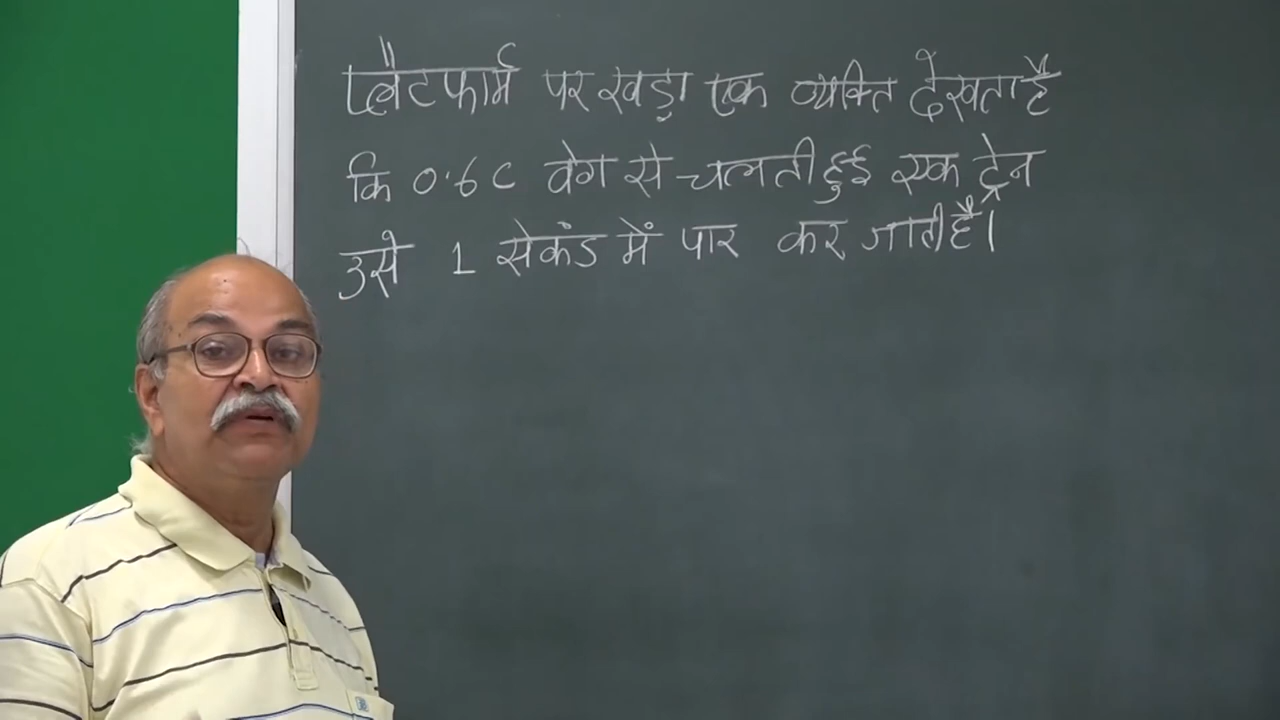 प्लैटफार्म पर खड़ा एक व्यक्ति देखता है
कि 0.6c वेग से चलती हुई एक ट्रेन
उसे 1 सेकंड में पार कर जाती है।